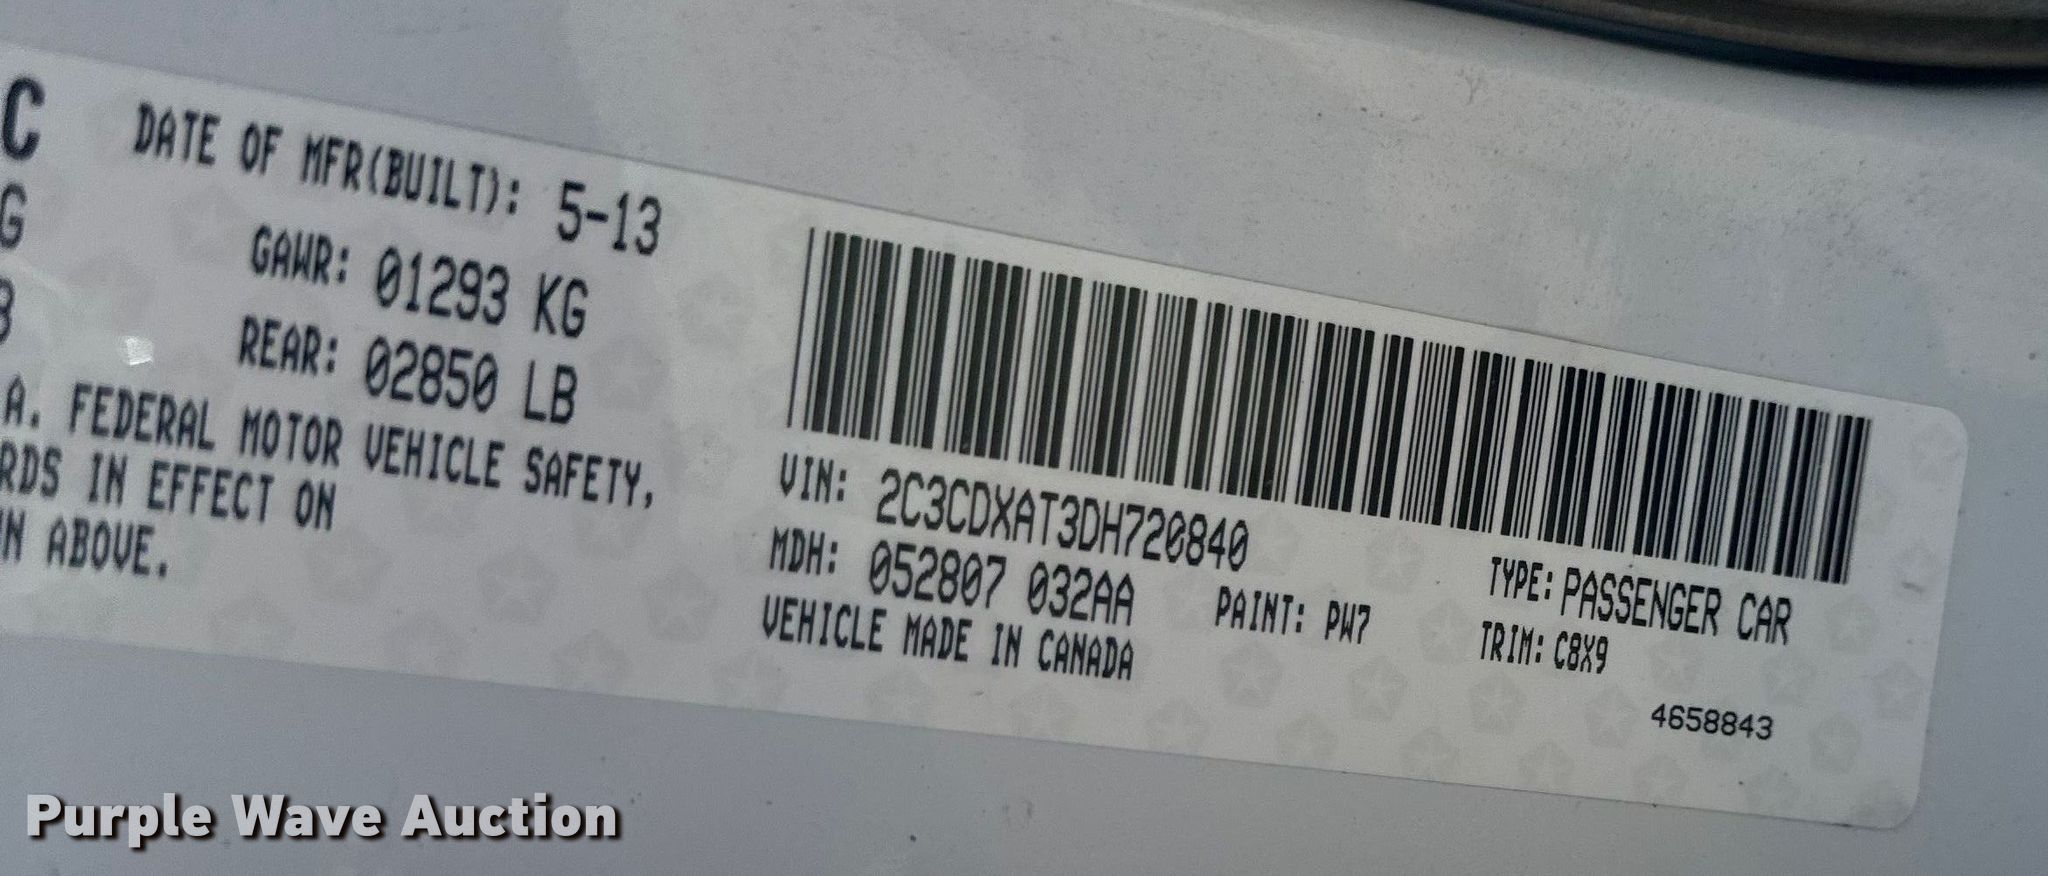 C
DATE OF MFR(BUILT): 5-13
G
GAWR: 01293 KG
B
REAR: 02850 LB
A. FEDERAL MOTOR VEHICLE SAFETY,
RDS IN EFFECT ON
N ABOVE.
VIN: 2C3CDXAT3DH720840
MDH: 052807 032AA
PAINT: PW7
VEHICLE MADE IN CANADA
TYPE: PASSENGER CAR
TRIM: C8X9
4658843
Purple Wave Auction